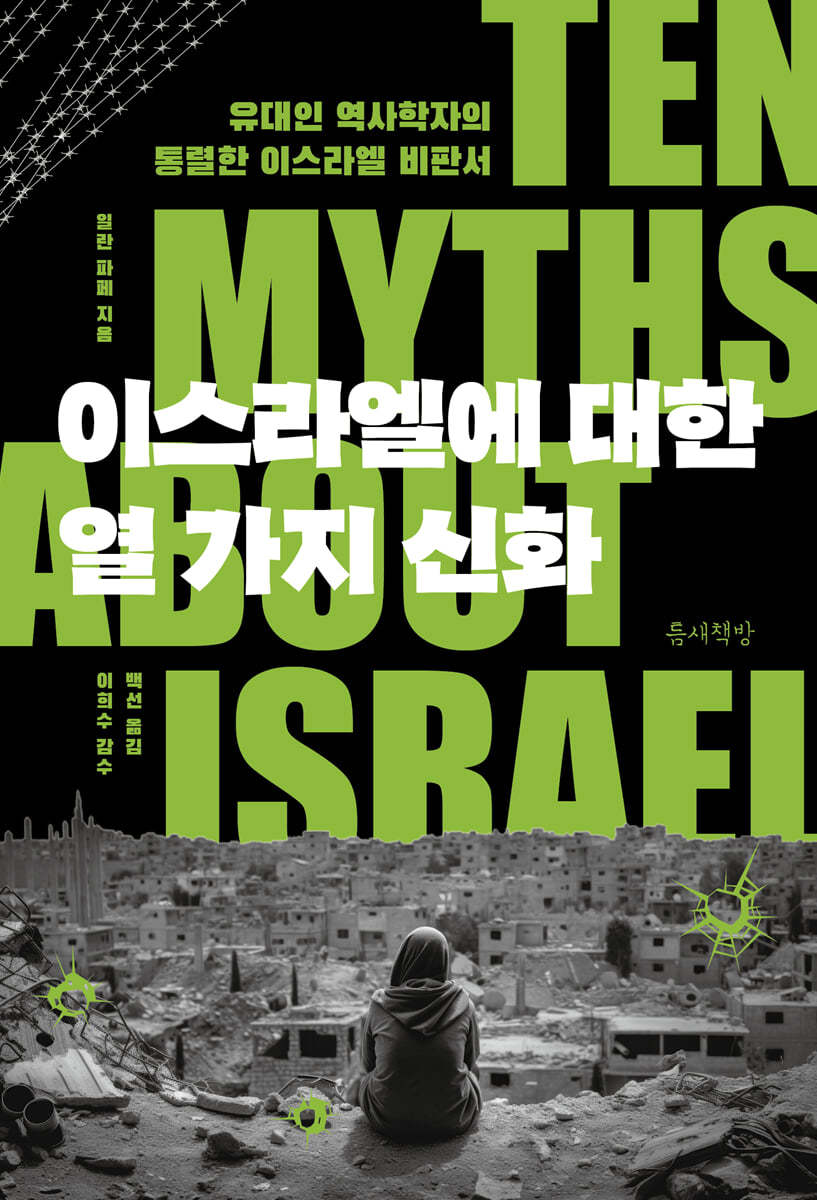 TEN
유대인 역사학자의
통렬한 이스라엘 비판서
MYTHS
일란 파페 지음
이스라엘에 대한
ABOUT
열 가지 신화
틈새책방
ISRAEL
백선 옮김
이희수 감수